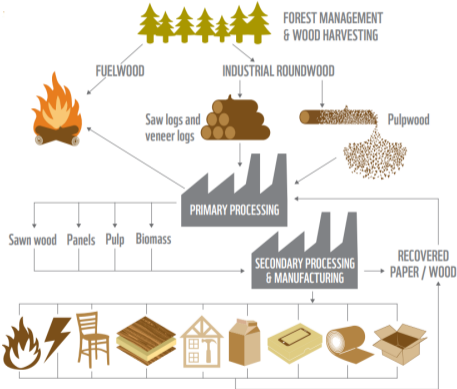 FOREST MANAGEMENT
& WOOD HARVESTING
FUELWOOD
INDUSTRIAL ROUNDWOOD
Saw logs and
veneer logs
Pulpwood
PRIMARY PROCESSING
Sawn wood
Panels
Pulp
Biomass
SECONDARY PROCESSING
& MANUFACTURING
RECOVERED
PAPER / WOOD